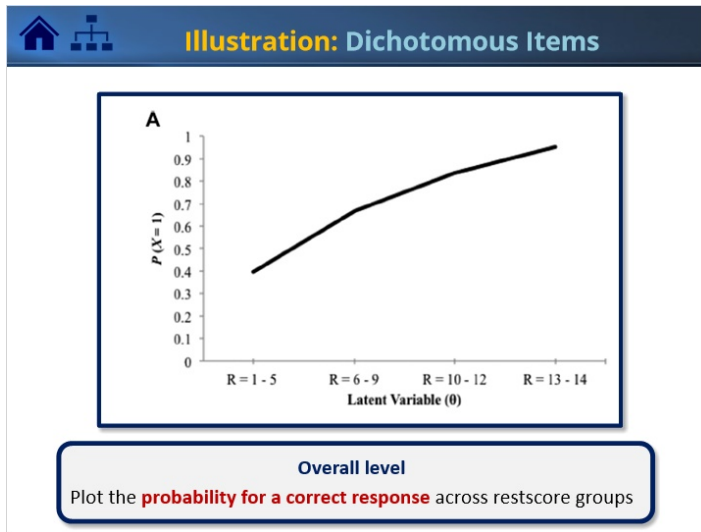 Illustration: Dichotomous Items
A
1
0.9
0.8
0.7
0.6
0.5
0.4
0.3
0.2
0.1
0
P (X = 1)
R = 1 - 5
R = 6 - 9
R = 10 - 12
R = 13 - 14
Latent Variable (θ)
Overall level
Plot the probability for a correct response across restscore groups